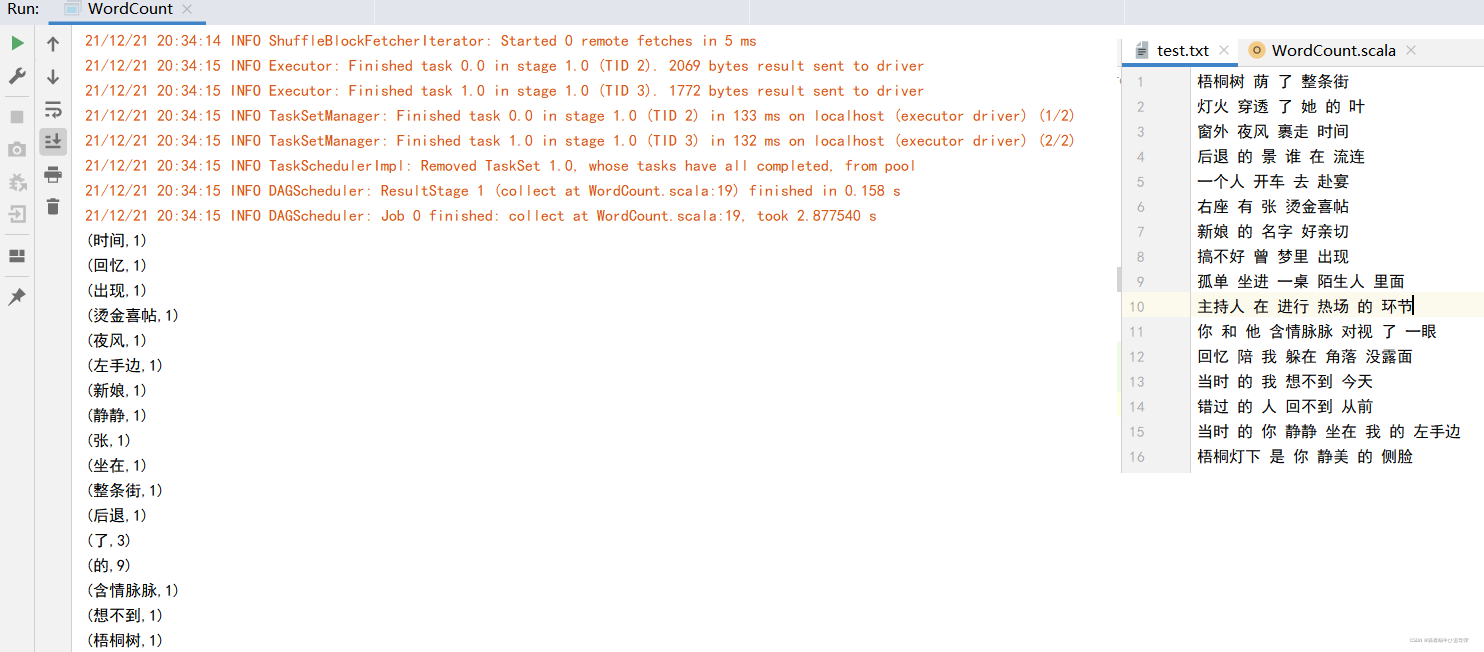 Run:
WordCount
21/12/21 20:34:14 INFO ShuffleBlockFetcherIterator: Started 0 remote fetches in 5 ms
21/12/21 20:34:15 INFO Executor: Finished task 0.0 in stage 1.0 (TID 2). 2069 bytes result sent to driver
21/12/21 20:34:15 INFO Executor: Finished task 1.0 in stage 1.0 (TID 3). 1772 bytes result sent to driver
21/12/21 20:34:15 INFO TaskSetManager: Finished task 0.0 in stage 1.0 (TID 2) in 133 ms on localhost (executor driver) (1/2)
21/12/21 20:34:15 INFO TaskSetManager: Finished task 1.0 in stage 1.0 (TID 3) in 132 ms on localhost (executor driver) (2/2)
21/12/21 20:34:15 INFO TaskSchedulerImpl: Removed TaskSet 1.0, whose tasks have all completed, from pool
21/12/21 20:34:15 INFO DAGScheduler: ResultStage 1 (collect at WordCount.scala:19) finished in 0.158 s
21/12/21 20:34:15 INFO DAGScheduler: Job 0 finished: collect at WordCount.scala:19, took 2.877540 s
(时间,1)
(回忆,1)
(出现,1)
(烫金喜帖,1)
(夜风,1)
(左手边,1)
(新娘,1)
(静静,1)
(张,1)
(坐在,1)
(整条街,1)
(后退,1)
(了,3)
(的,9)
(含情脉脉,1)
(想不到,1)
(梧桐树,1)
test.txt
WordCount.scala
1 梧桐树 荫 了 整条街
2 灯火 穿透 了 她 的 叶
3 窗外 夜风 裹走 时间
4 后退 的 景 谁 在 流连
5 一个人 开车 去 赴宴
6 右座 有 张 烫金喜帖
7 新娘 的 名字 好亲切
8 搞不好 曾 梦里 出现
9 孤单 坐进 一桌 陌生人 里面
10 主持人 在 进行 热场 的 环节
11 你 和 他 含情脉脉 对视 了 一眼
12 回忆 陪 我 躲在 角落 没露面
13 当时 的 我 想不到 今天
14 错过 的 人 回不到 从前
15 当时 的 你 静静 坐在 我 的 左手边
16 梧桐灯下 是 你 静美 的 侧脸